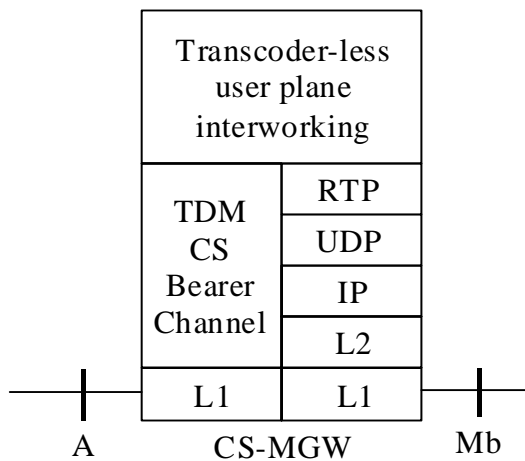 Transcoder-less
user plane
interworking
TDM
CS
Bearer
Channel
RTP
UDP
IP
L2
L1
L1
A
CS-MGW
Mb